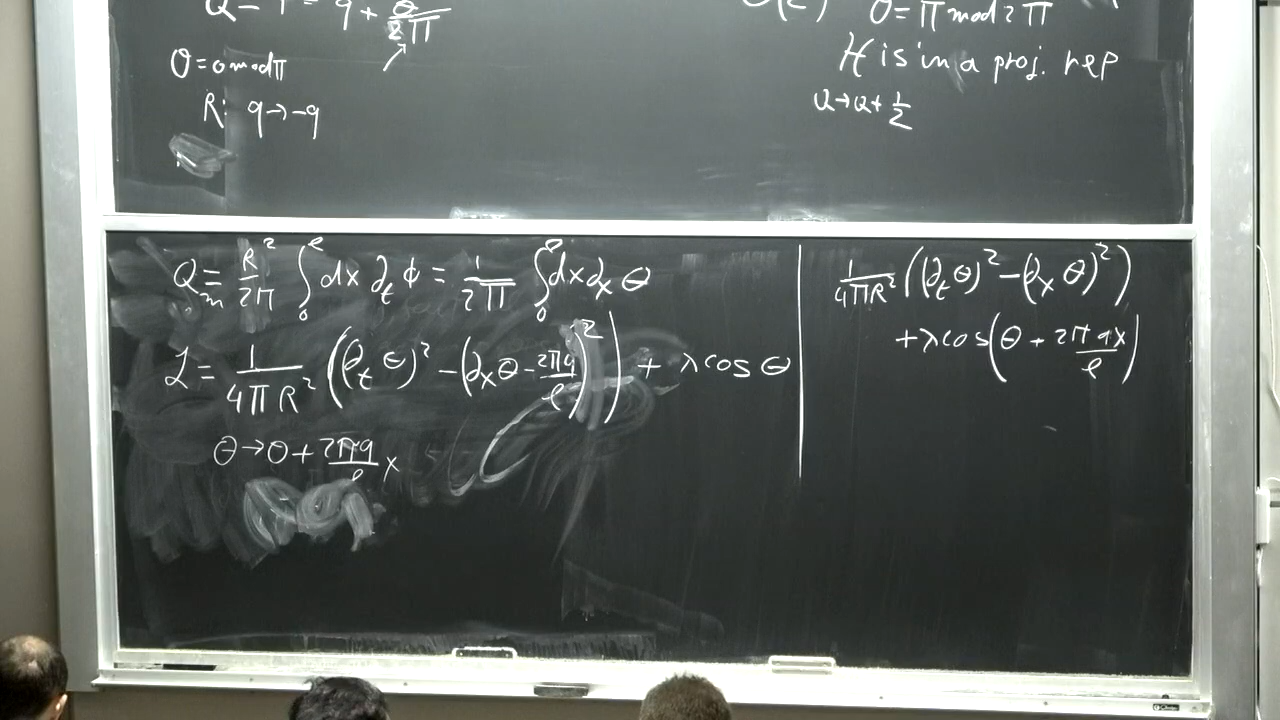 θ = 0 mod π
R: q → -q
θ = π mod 2π
H is in a proj. rep
Q → Q + 1/2
Q_m = R²/2π ∫₀^ℓ dx ∂_t ϕ = 1/2π ∫₀^ℓ dx ∂_x Θ
ℒ = 1/4πR² ((∂_t Θ)² - (∂_x Θ - 2πq/ℓ)²) + λ cos Θ
Θ → Θ + 2πq/ℓ x
1/4πR² ((∂_t Θ)² - (∂_x Θ)²)
+ λ cos(Θ + 2πqx/ℓ)